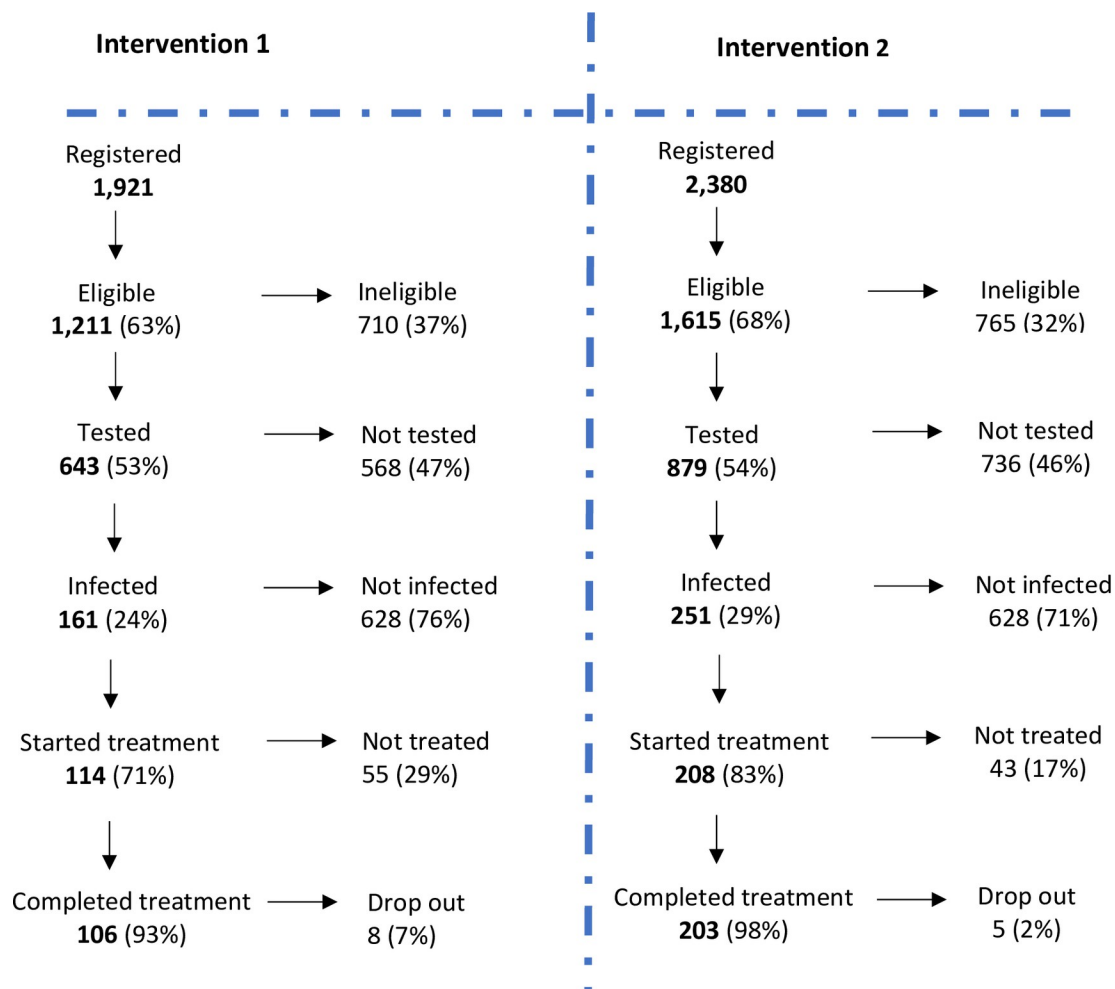 Intervention 1
Registered
1,921
Eligible
1,211 (63%)
Ineligible
710 (37%)
Tested
643 (53%)
Not tested
568 (47%)
Infected
161 (24%)
Not infected
628 (76%)
Started treatment
114 (71%)
Not treated
55 (29%)
Completed treatment
106 (93%)
Drop out
8 (7%)
Intervention 2
Registered
2,380
Eligible
1,615 (68%)
Ineligible
765 (32%)
Tested
879 (54%)
Not tested
736 (46%)
Infected
251 (29%)
Not infected
628 (71%)
Started treatment
208 (83%)
Not treated
43 (17%)
Completed treatment
203 (98%)
Drop out
5 (2%)